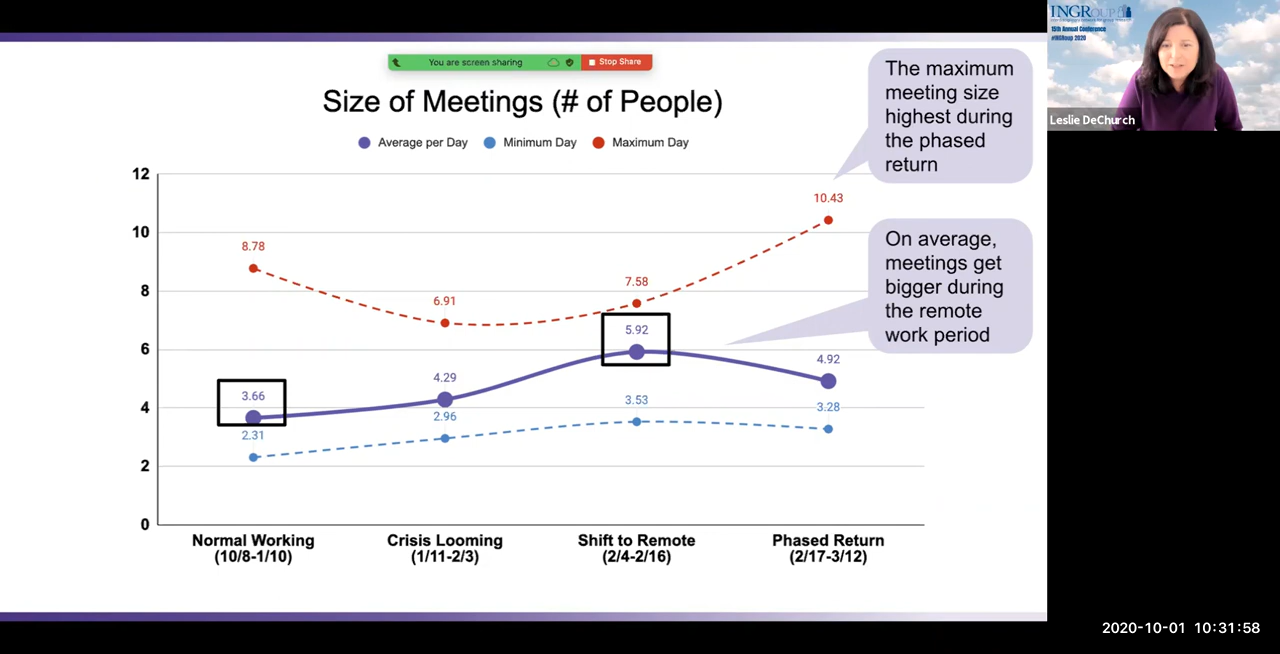 You are screen sharing
Stop Share
Size of Meetings (# of People)
Average per Day Minimum Day Maximum Day
The maximum
meeting size
highest during
the phased
return
On average,
meetings get
bigger during
the remote
work period
12
10
8
6
4
2
0
8.78
6.91
7.58
10.43
3.66
4.29
5.92
4.92
2.31
2.96
3.53
3.28
Normal Working
(10/8-1/10)
Crisis Looming
(1/11-2/3)
Shift to Remote
(2/4-2/16)
Phased Return
(2/17-3/12)
INGRoup
15th Annual Conference
#INGRoup 2020
Leslie DeChurch
2020-10-01 10:31:58